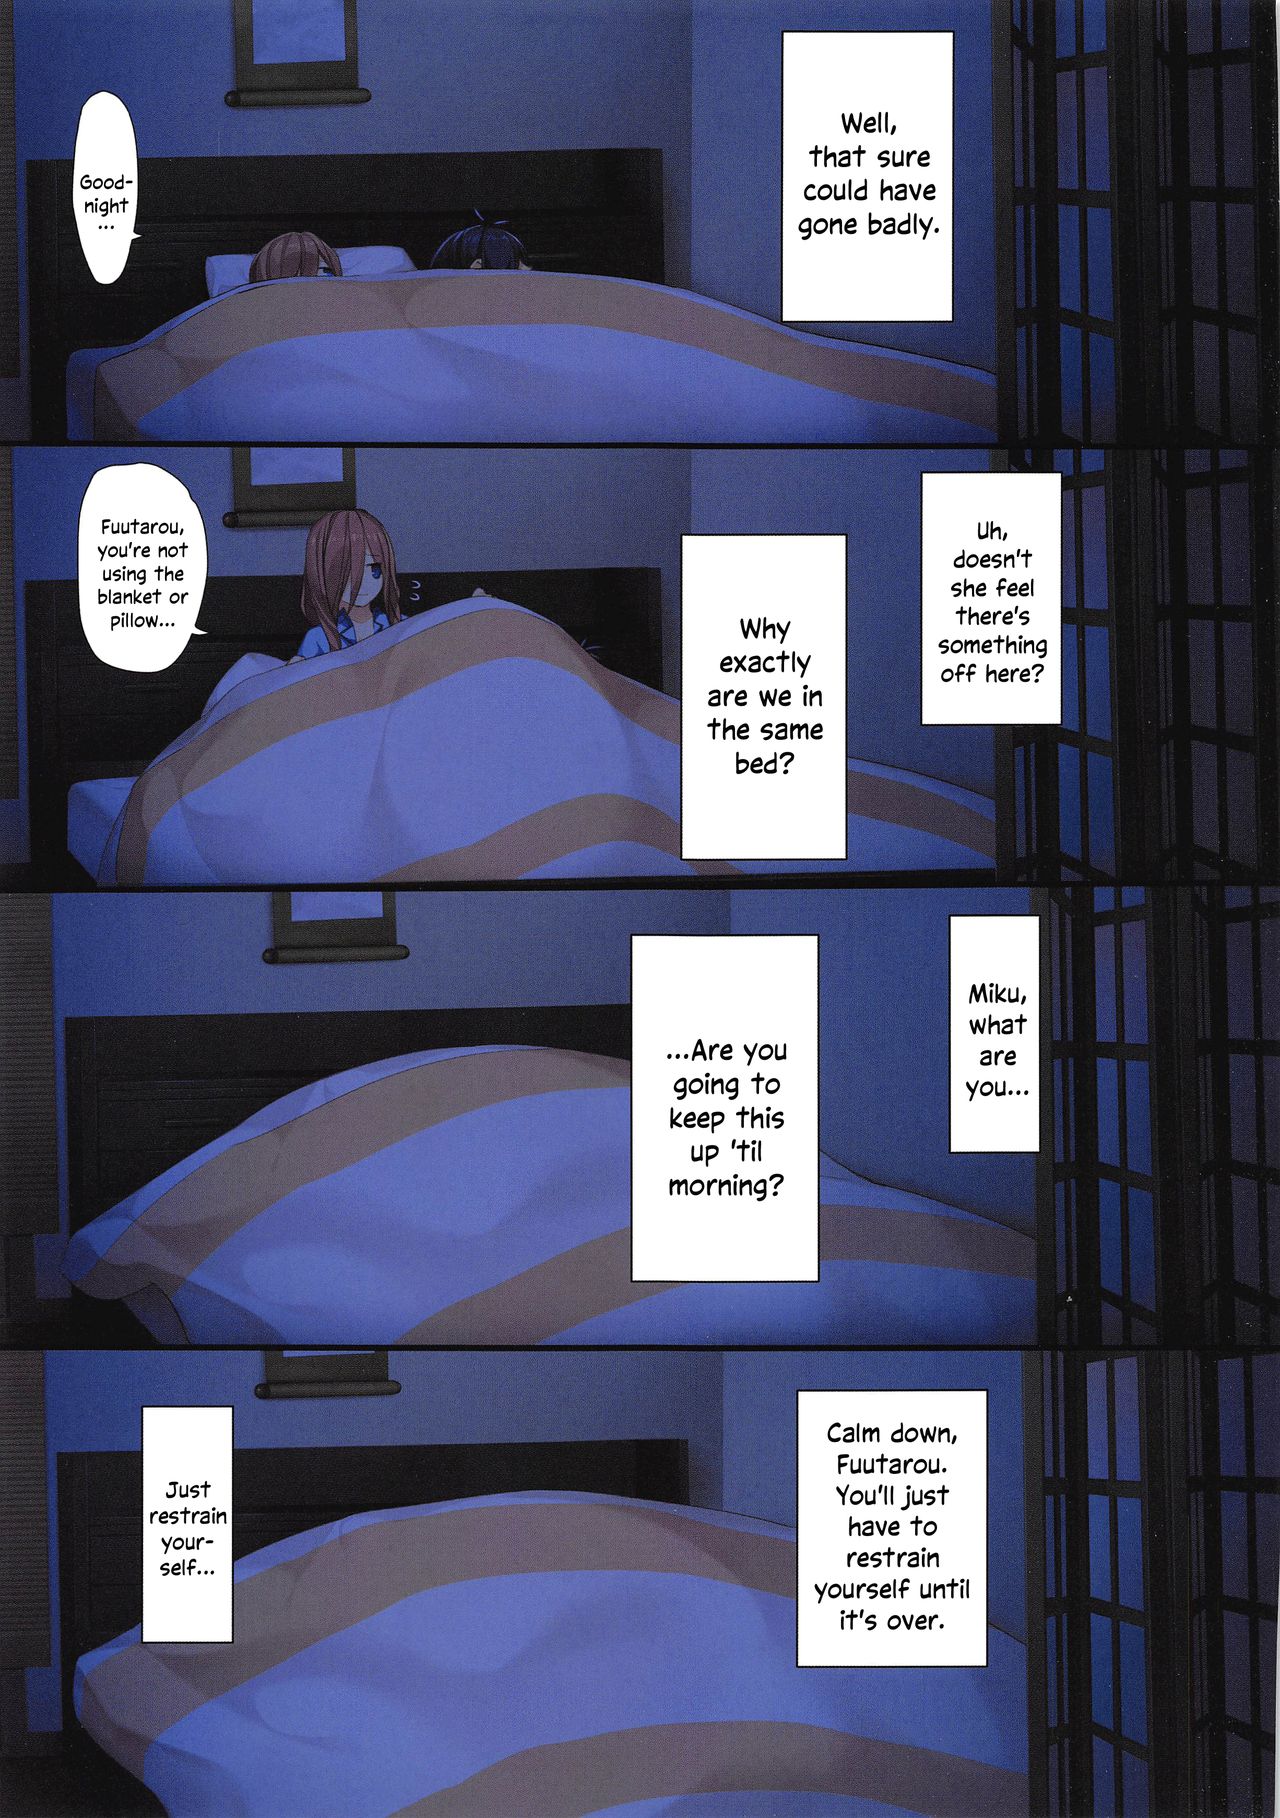 Well,
that sure
could have
gone badly.
Good-
night
...
Uh,
doesn't
she feel
there's
something
off here?
Why
exactly
are we in
the same
bed?
Fuutarou,
you're not
using the
blanket or
pillow...
Miku,
what
are
you...
...Are you
going to
keep this
up 'til
morning?
Calm down,
Fuutarou.
You'll just
have to
restrain
yourself until
it's over.
Just
restrain
your-
self...